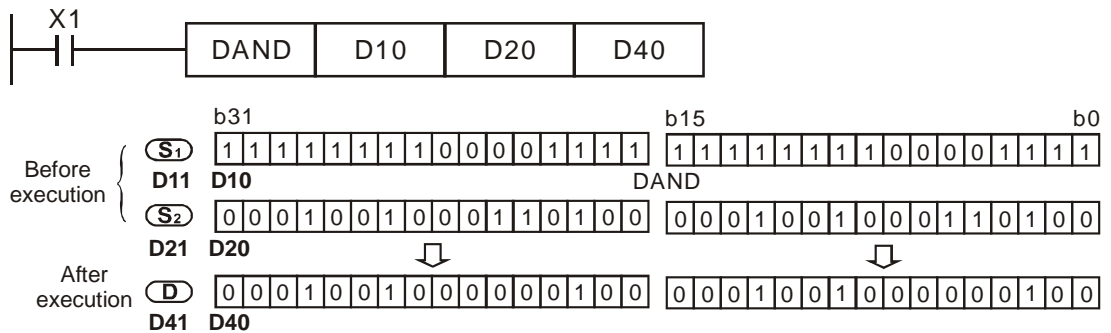 X1
DAND D10 D20 D40
b31 b15 b0
Before execution
S1 1 1 1 1 1 1 1 1 0 0 0 0 1 1 1 1 1 1 1 1 1 1 1 1 0 0 0 0 1 1 1 1
D11 D10 DAND
S2 0 0 0 1 0 0 1 0 0 0 1 1 0 1 0 0 0 0 0 1 0 0 1 0 0 0 1 1 0 1 0 0
D21 D20
After execution
D 0 0 0 1 0 0 1 0 0 0 0 0 0 1 0 0 0 0 0 1 0 0 1 0 0 0 0 0 0 1 0 0
D41 D40